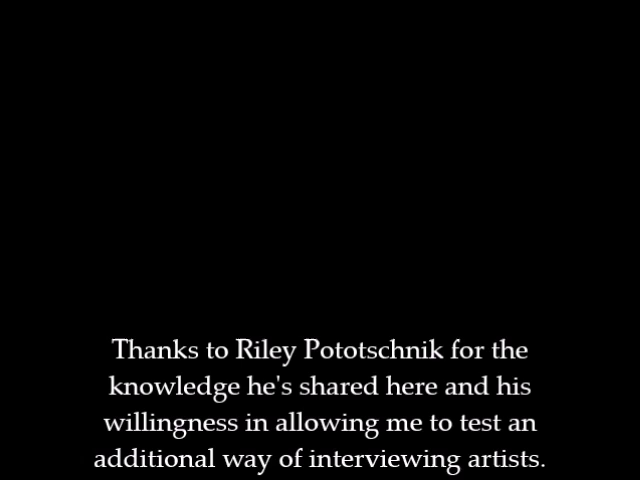 Thanks to Riley Pototschnik for the
knowledge he's shared here and his
willingness in allowing me to test an
additional way of interviewing artists.